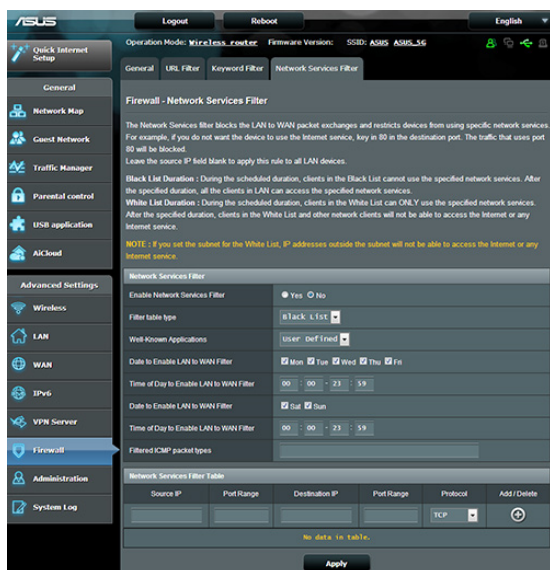 ASUS
Logout
Reboot
English
Quick Internet Setup
Operation Mode: Wireless router Firmware Version: SSID: ASUS ASUS_5G
General
URL Filter
Keyword Filter
Network Services Filter
General
Network Map
Guest Network
Traffic Manager
Parental control
USB application
AiCloud
Advanced Settings
Wireless
LAN
WAN
IPv6
VPN Server
Firewall
Administration
System Log
Firewall - Network Services Filter
The Network Services filter blocks the LAN to WAN packet exchanges and restricts devices from using specific network services.
For example, if you do not want the device to use the Internet service, key in 80 in the destination port. The traffic that uses port
80 will be blocked.
Leave the source IP field blank to apply this rule to all LAN devices.
Black List Duration : During the scheduled duration, clients in the Black List cannot use the specified network services. After
the specified duration, all the clients in LAN can access the specified network services.
White List Duration : During the scheduled duration, clients in the White List can ONLY use the specified network services.
After the specified duration, clients in the White List and other network clients will not be able to access the Internet or any
Internet service.
NOTE : If you set the subnet for the White List, IP addresses outside the subnet will not be able to access the Internet or any
Internet service.
Network Services Filter
Enable Network Services Filter Yes No
Filter table type Black List
Well-Known Applications User Defined
Date to Enable LAN to WAN Filter Mon Tue Wed Thu Fri
Time of Day to Enable LAN to WAN Filter 00 : 00 - 23 : 59
Date to Enable LAN to WAN Filter Sat Sun
Time of Day to Enable LAN to WAN Filter 00 : 00 - 23 : 59
Filtered ICMP packet types
Network Services Filter Table
Source IP Port Range Destination IP Port Range Protocol Add / Delete
TCP
No data in table.
Apply